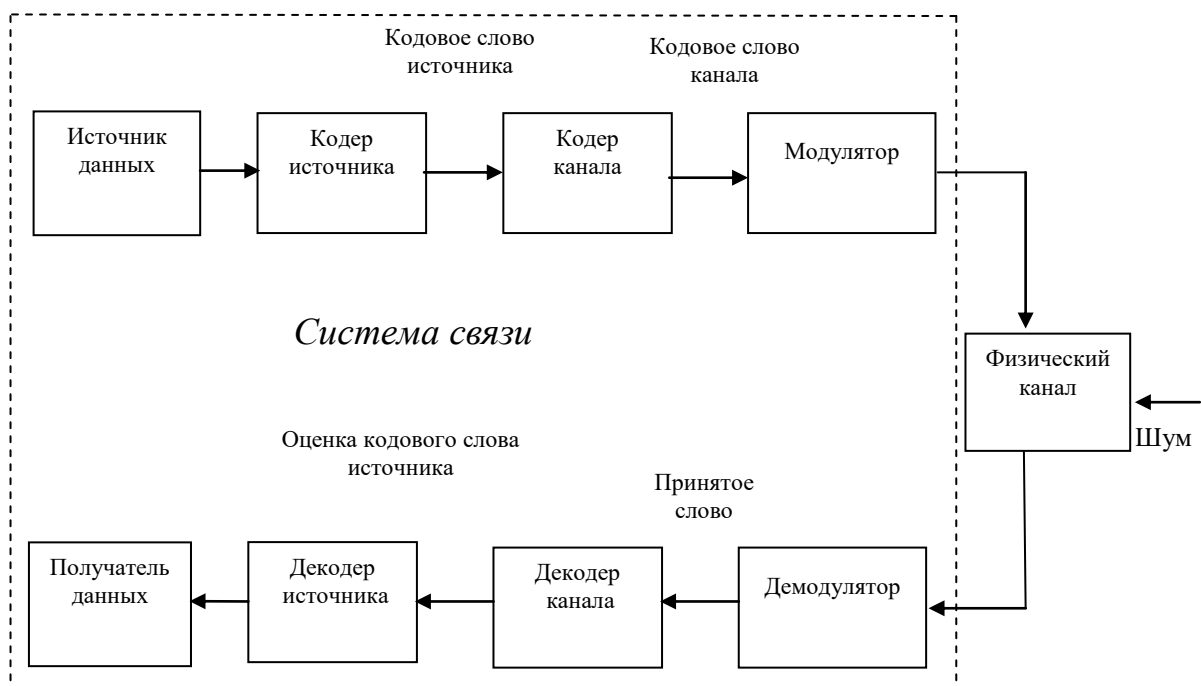 Кодовое слово
источника
Кодовое слово
канала
Источник
данных
Кодер
источника
Кодер
канала
Модулятор
Система связи
Физический
канал
Шум
Оценка кодового слова
источника
Принятое
слово
Получатель
данных
Декодер
источника
Декодер
канала
Демодулятор